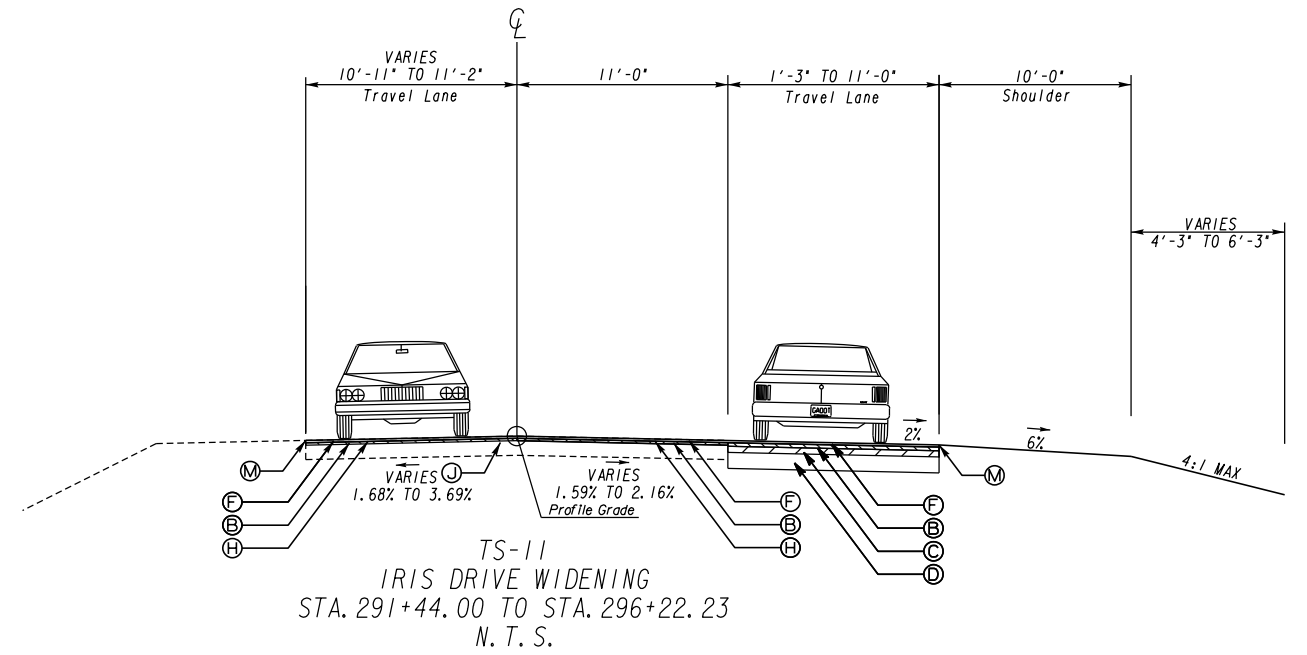 ℄
VARIES
10'-11" TO 11'-2"
Travel Lane
11'-0"
1'-3" TO 11'-0"
Travel Lane
10'-0"
Shoulder
VARIES
4'-3" TO 6'-3"
GADOT
2%
6%
4:1 MAX
M
J
M
VARIES
1.68% TO 3.69%
VARIES
1.59% TO 2.16%
Profile Grade
F
B
H
F
B
H
F
B
C
D
TS-11
IRIS DRIVE WIDENING
STA. 291+44.00 TO STA. 296+22.23
N.T.S.